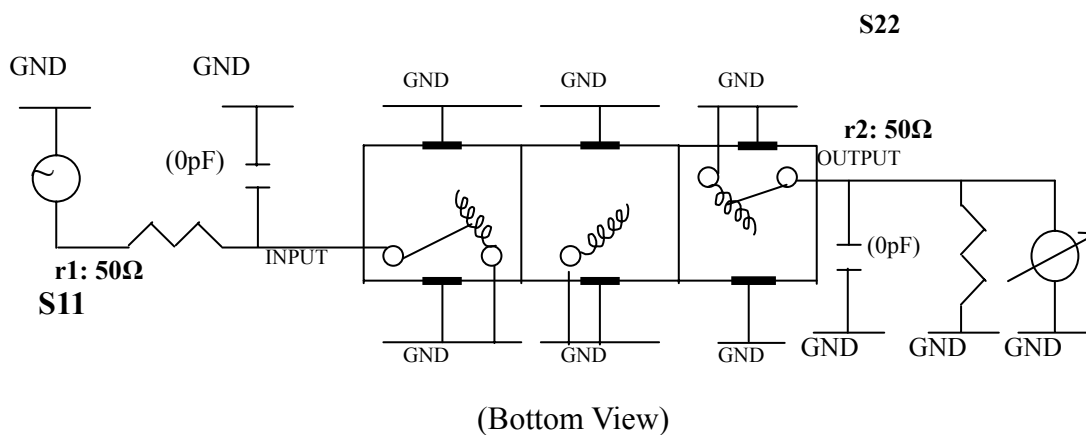 S22
GND
GND
GND
GND
GND
(0pF)
r2: 50Ω
OUTPUT
INPUT
r1: 50Ω
S11
(0pF)
GND
GND
GND
GND
GND
GND
(Bottom View)